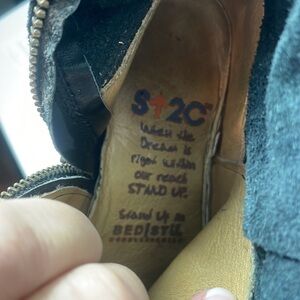 SU2C
When the
Dream is
right within
our reach
STAND UP.
Stand Up in
BED|STÜ